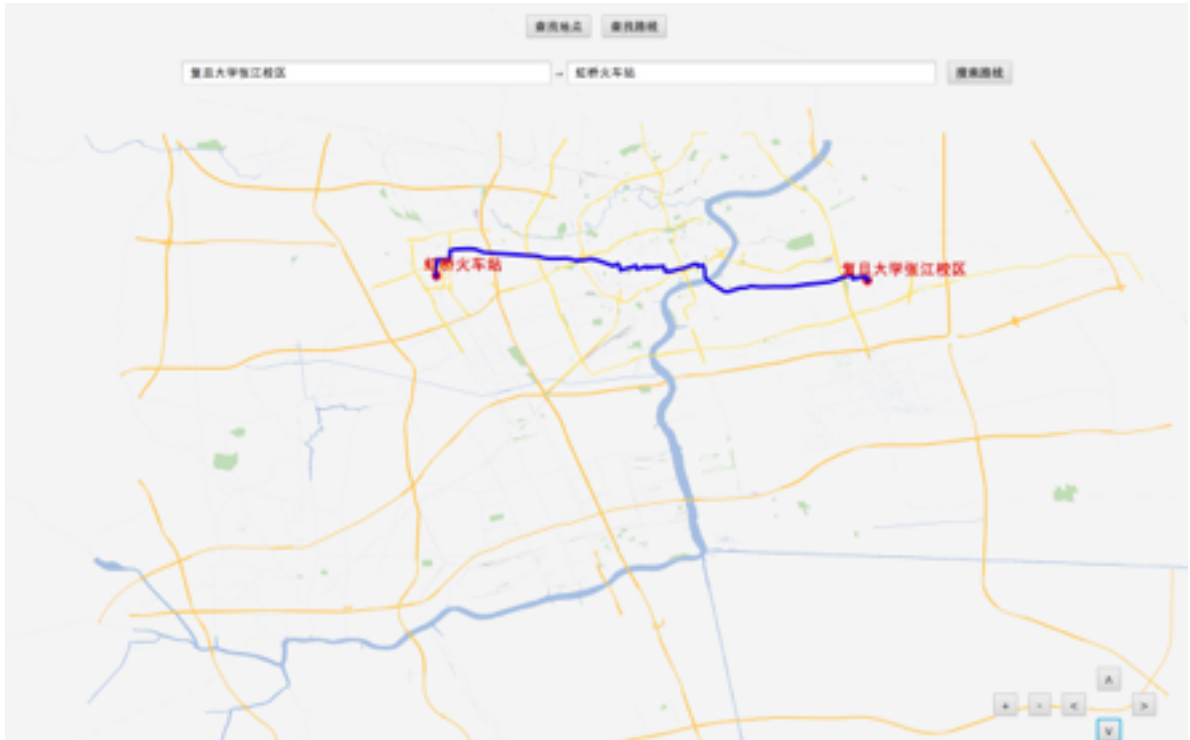 查找地点 查找路线
复旦大学张江校区 → 虹桥火车站 搜索路线
虹桥火车站
复旦大学张江校区
∧
+ - < >
∨